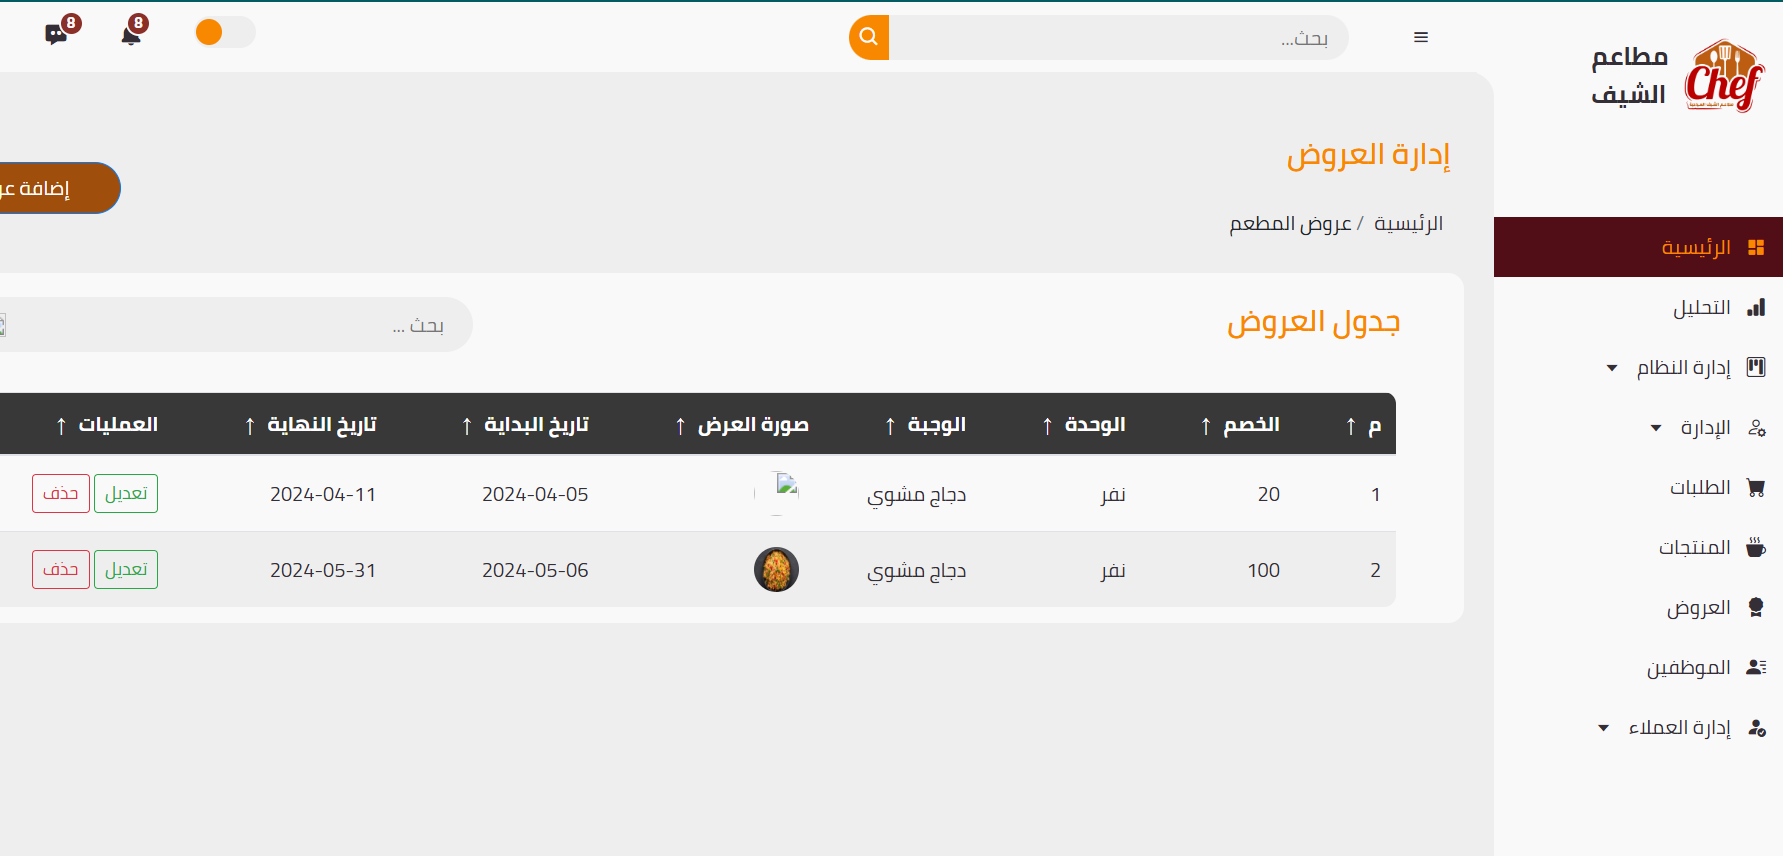 مطاعم
الشيف
Chef
بحث...
8
8
الرئيسية
التحليل
إدارة النظام
الإدارة
الطلبات
المنتجات
العروض
الموظفين
إدارة العملاء
إدارة العروض
إضافة
الرئيسية / عروض المطعم
جدول العروض
بحث ...
م ↑ الخصم ↑ الوحدة ↑ الوجبة ↑ صورة العرض ↑ تاريخ البداية ↑ تاريخ النهاية ↑ العمليات ↑
1 20 نفر دجاج مشوي 2024-04-05 2024-04-11 تعديل حذف
2 100 نفر دجاج مشوي 2024-05-06 2024-05-31 تعديل حذف